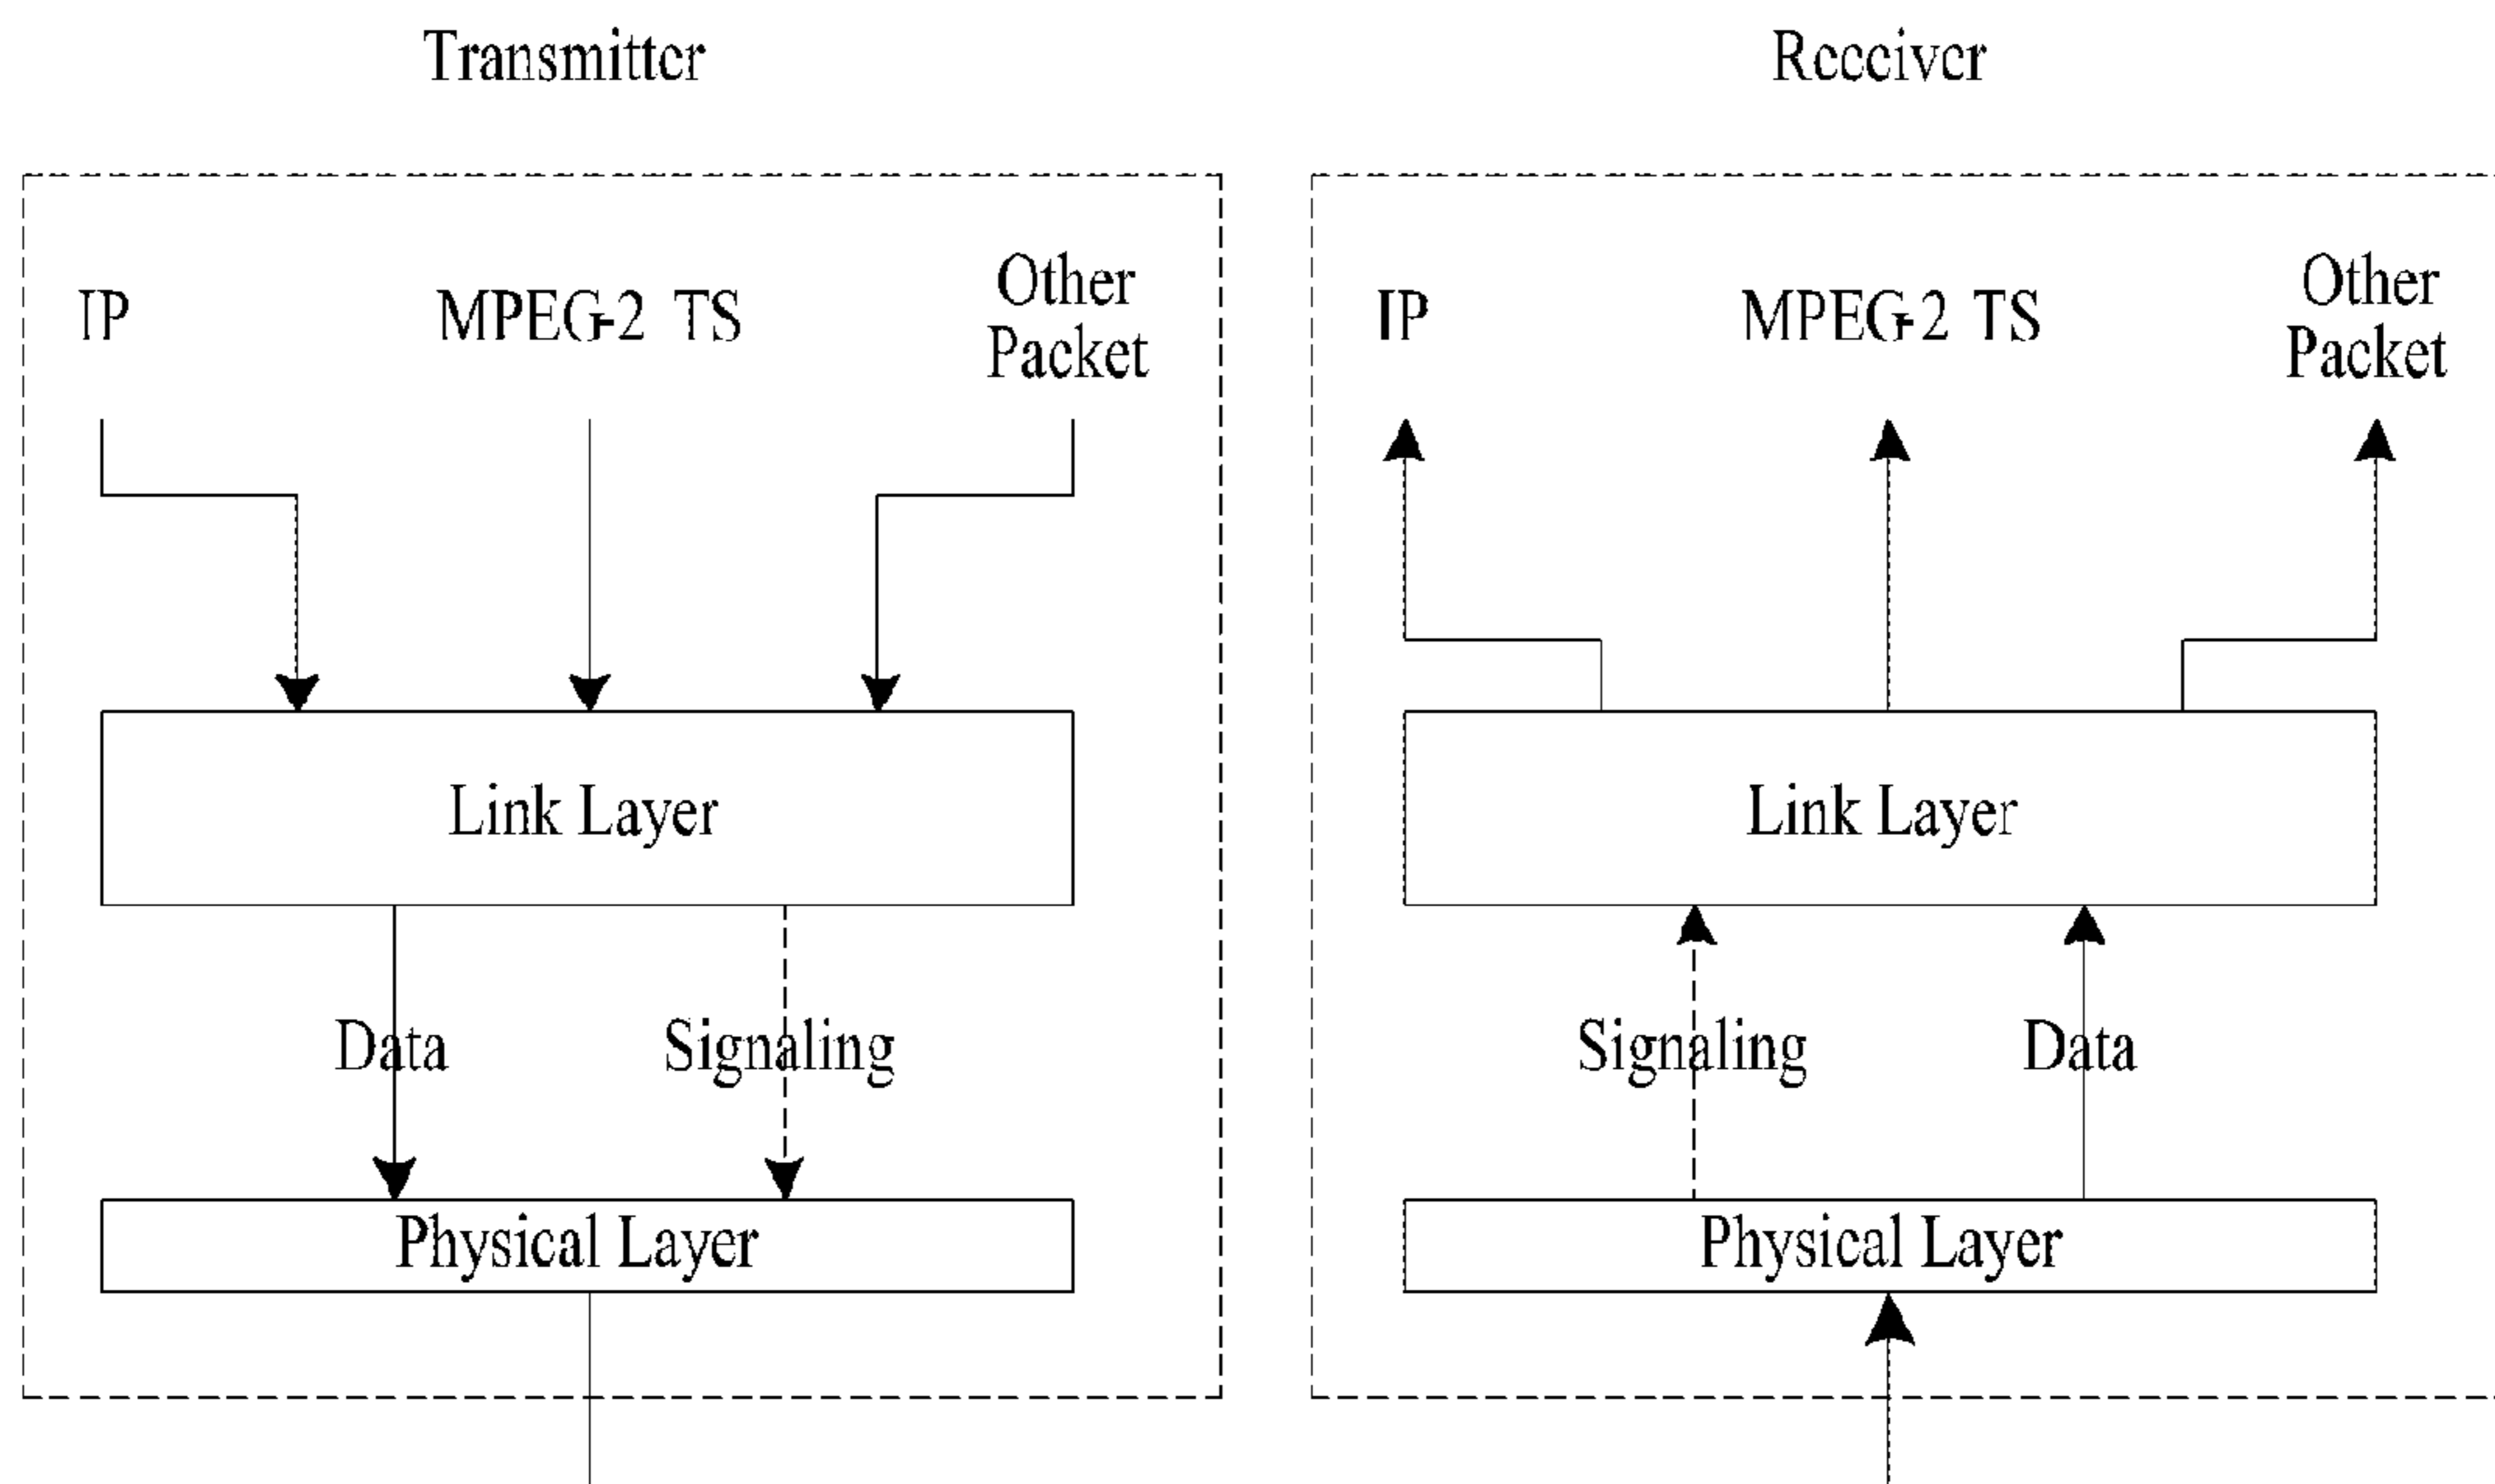 Transmitter
Receiver
IP
MPEG-2 TS
Other
Packet
IP
MPEG-2 TS
Other
Packet
Link Layer
Link Layer
Data
Signaling
Signaling
Data
Physical Layer
Physical Layer